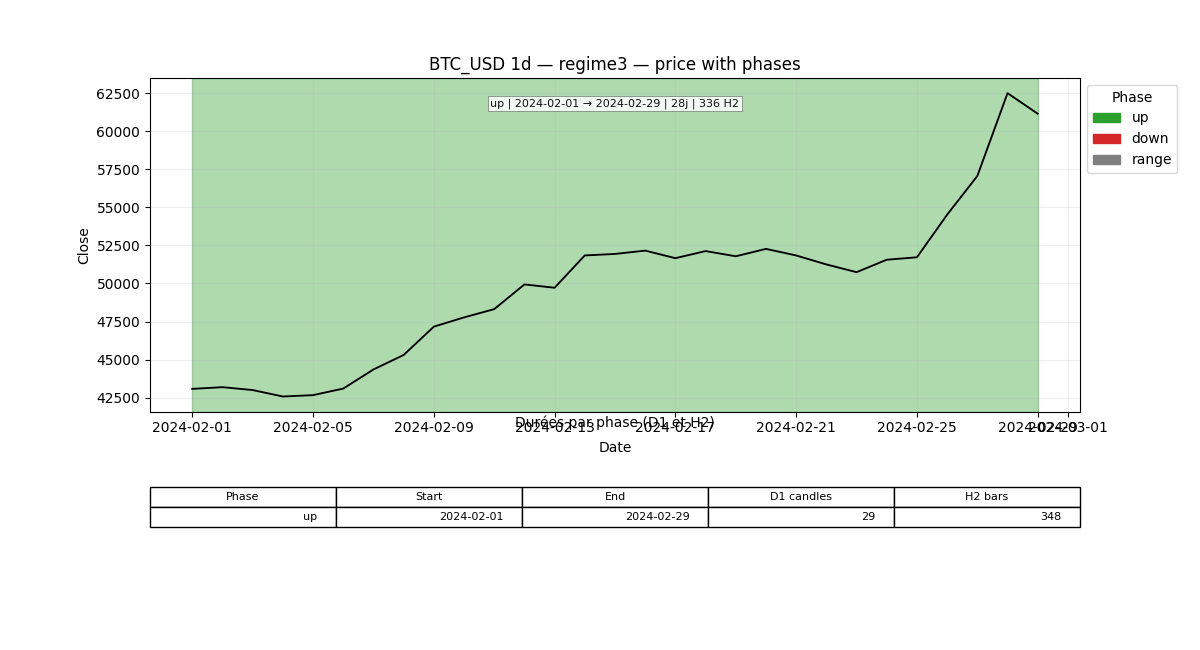 BTC_USD 1d — regime3 — price with phases
up | 2024-02-01 → 2024-02-29 | 28j | 336 H2
Phase
up
down
range
Close
62500
60000
57500
55000
52500
50000
47500
45000
42500
Durées par phase (D1 et H2)
2024-02-01 2024-02-05 2024-02-09 2024-02-13 2024-02-17 2024-02-21 2024-02-25 2024-02-29 2024-03-01
Date
Phase Start End D1 candles H2 bars
up 2024-02-01 2024-02-29 29 348